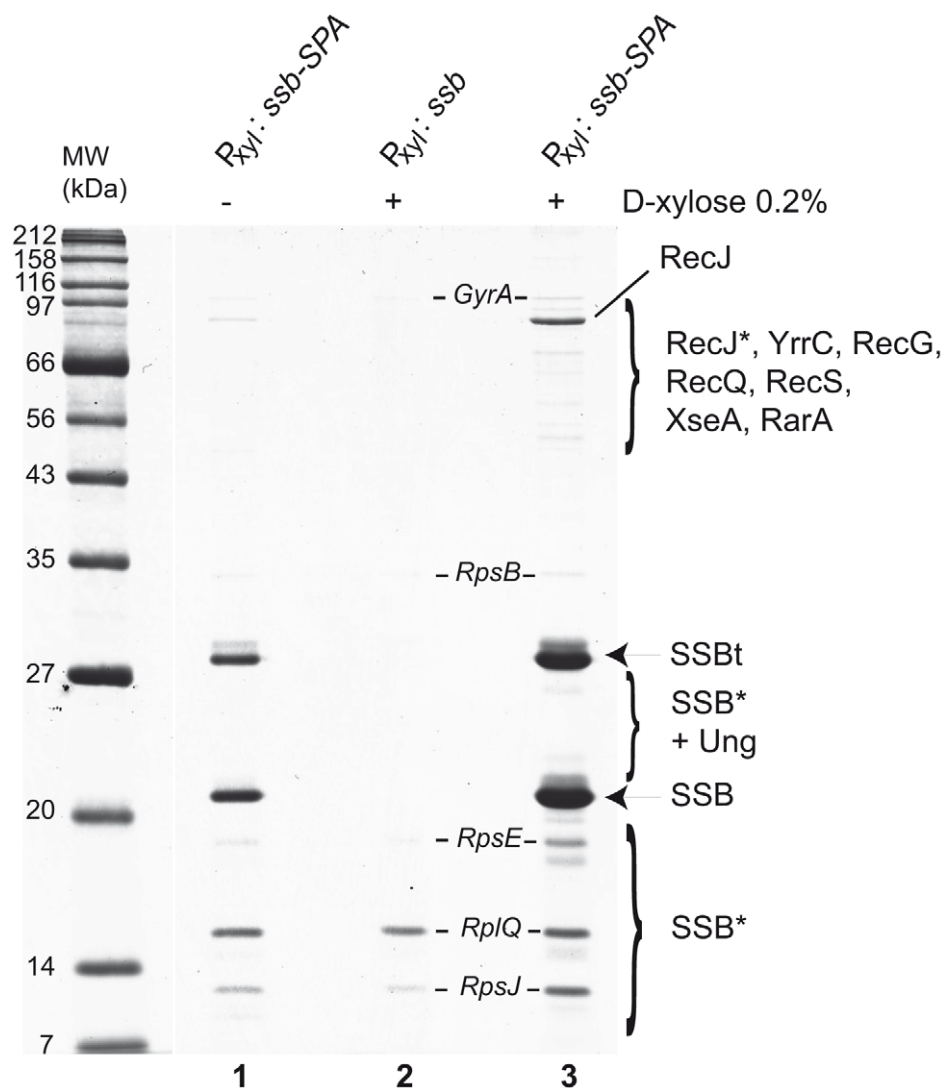 Pxyl: ssb-SPA
Pxyl: ssb
Pxyl: ssb-SPA
MW
(kDa)
- + + D-xylose 0.2%
212
158
116
97
66
56
43
35
27
20
14
7
RecJ
– GyrA –
RecJ*, YrrC, RecG,
RecQ, RecS,
XseA, RarA
– RpsB –
SSBt
SSB*
+ Ung
SSB
– RpsE –
– RplQ –
SSB*
– RpsJ –
1 2 3